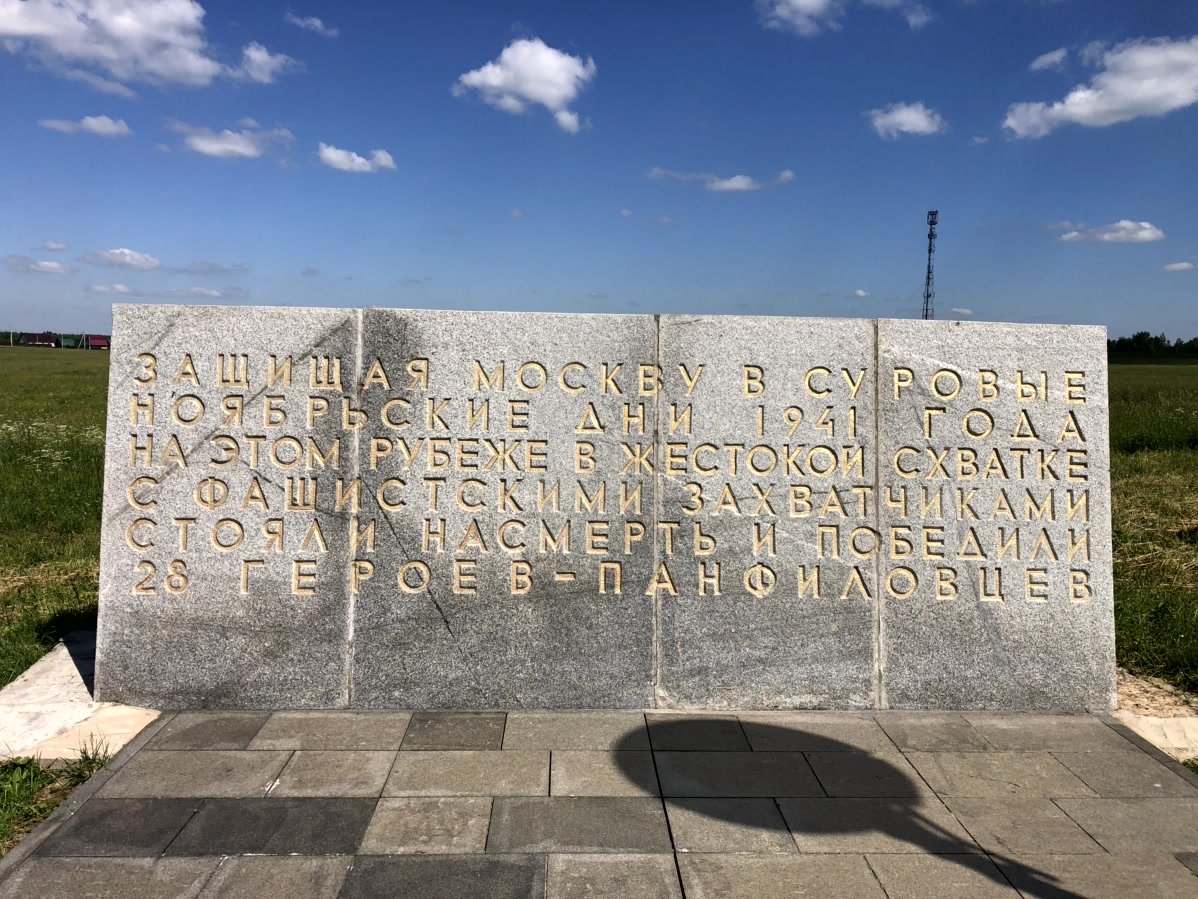 ЗАЩИЩАЯ МОСКВУ В СУРОВЫЕ
НОЯБРЬСКИЕ ДНИ 1941 ГОДА
НА ЭТОМ РУБЕЖЕ В ЖЕСТОКОЙ СХВАТКЕ
С ФАШИСТСКИМИ ЗАХВАТЧИКАМИ
СТОЯЛИ НАСМЕРТЬ И ПОБЕДИЛИ
28 ГЕРОЕВ-ПАНФИЛОВЦЕВ